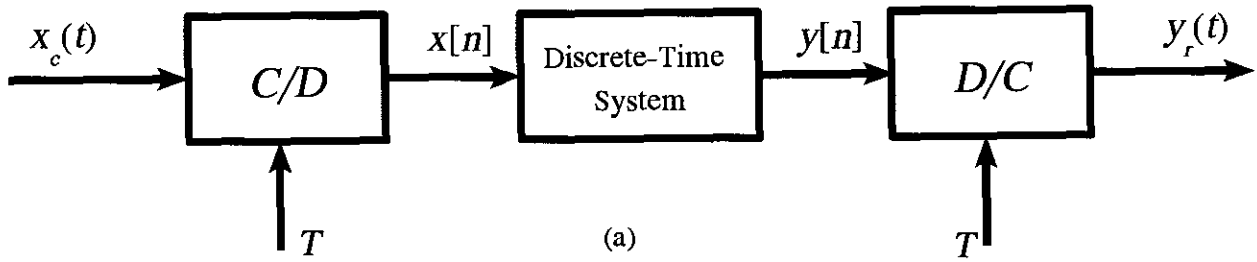 x_c(t)
C/D
x[n]
Discrete-Time
System
y[n]
D/C
y_r(t)
T
(a)
T